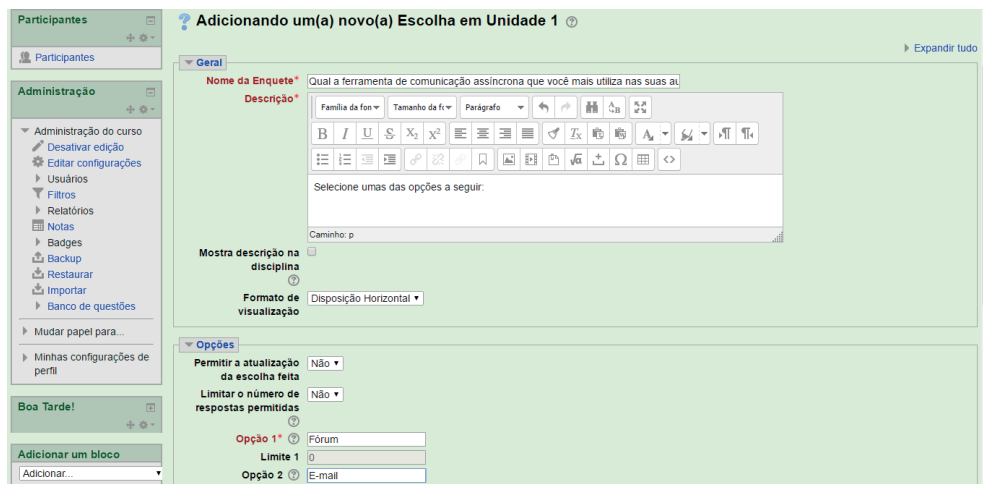 Participantes
Participantes
Administração
Administração do curso
Desativar edição
Editar configurações
Usuários
Filtros
Relatórios
Notas
Badges
Backup
Restaurar
Importar
Banco de questões
Mudar papel para...
Minhas configurações de
perfil
Boa Tarde!
Adicionar um bloco
Adicionar...
Adicionando um(a) novo(a) Escolha em Unidade 1
Expandir tudo
Geral
Nome da Enquete* Qual a ferramenta de comunicação assíncrona que você mais utiliza nas suas
Descrição*
Família da fon Tamanho da fc Parágrafo
Selecione umas das opções a seguir:
Caminho: p
Mostra descrição na
disciplina
Formato de Disposição Horizontal
visualização
Opções
Permitir a atualização Não
da escolha feita
Limitar o número de Não
respostas permitidas
Opção 1* Fórum
Limite 1 0
Opção 2 E-mail